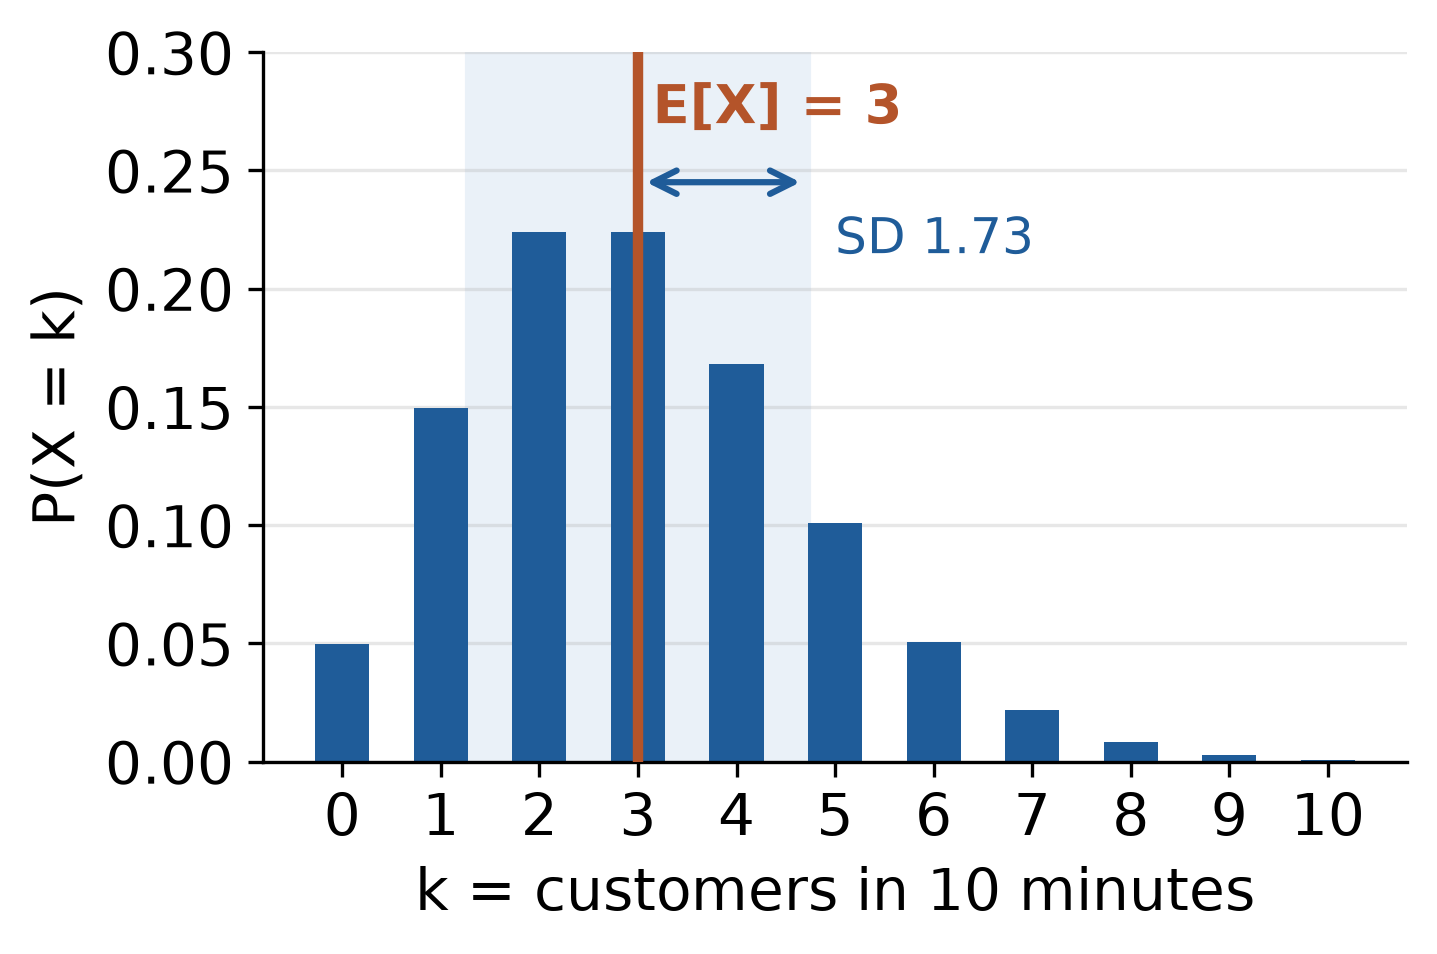 0.30
E[X] = 3
0.25
SD 1.73
0.20
0.15
0.10
0.05
0.00
P(X = k)
0 1 2 3 4 5 6 7 8 9 10
k = customers in 10 minutes